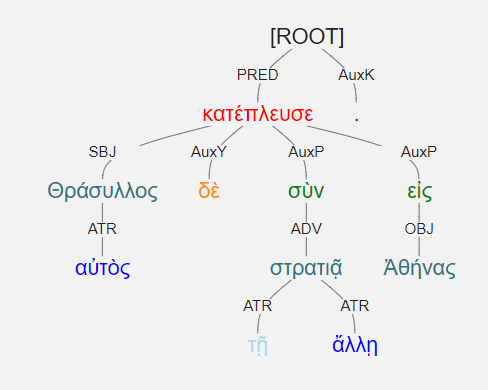 [ROOT]
PRED AuxK
κατέπλευσε .
SBJ AuxY AuxP AuxP
Θράσυλλος δὲ σὺν εἰς
ATR ADV OBJ
αὐτὸς στρατιᾷ Ἀθήνας
ATR ATR
τῇ ἄλλῃ